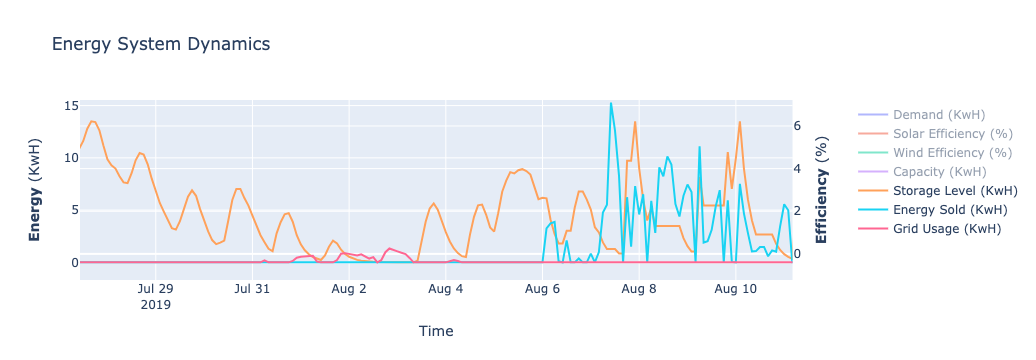 Energy System Dynamics
15
10
5
0
Energy (KwH)
6
4
2
0
Efficiency (%)
Jul 29
2019
Jul 31
Aug 2
Aug 4
Aug 6
Aug 8
Aug 10
Time
Demand (KwH)
Solar Efficiency (%)
Wind Efficiency (%)
Capacity (KwH)
Storage Level (KwH)
Energy Sold (KwH)
Grid Usage (KwH)